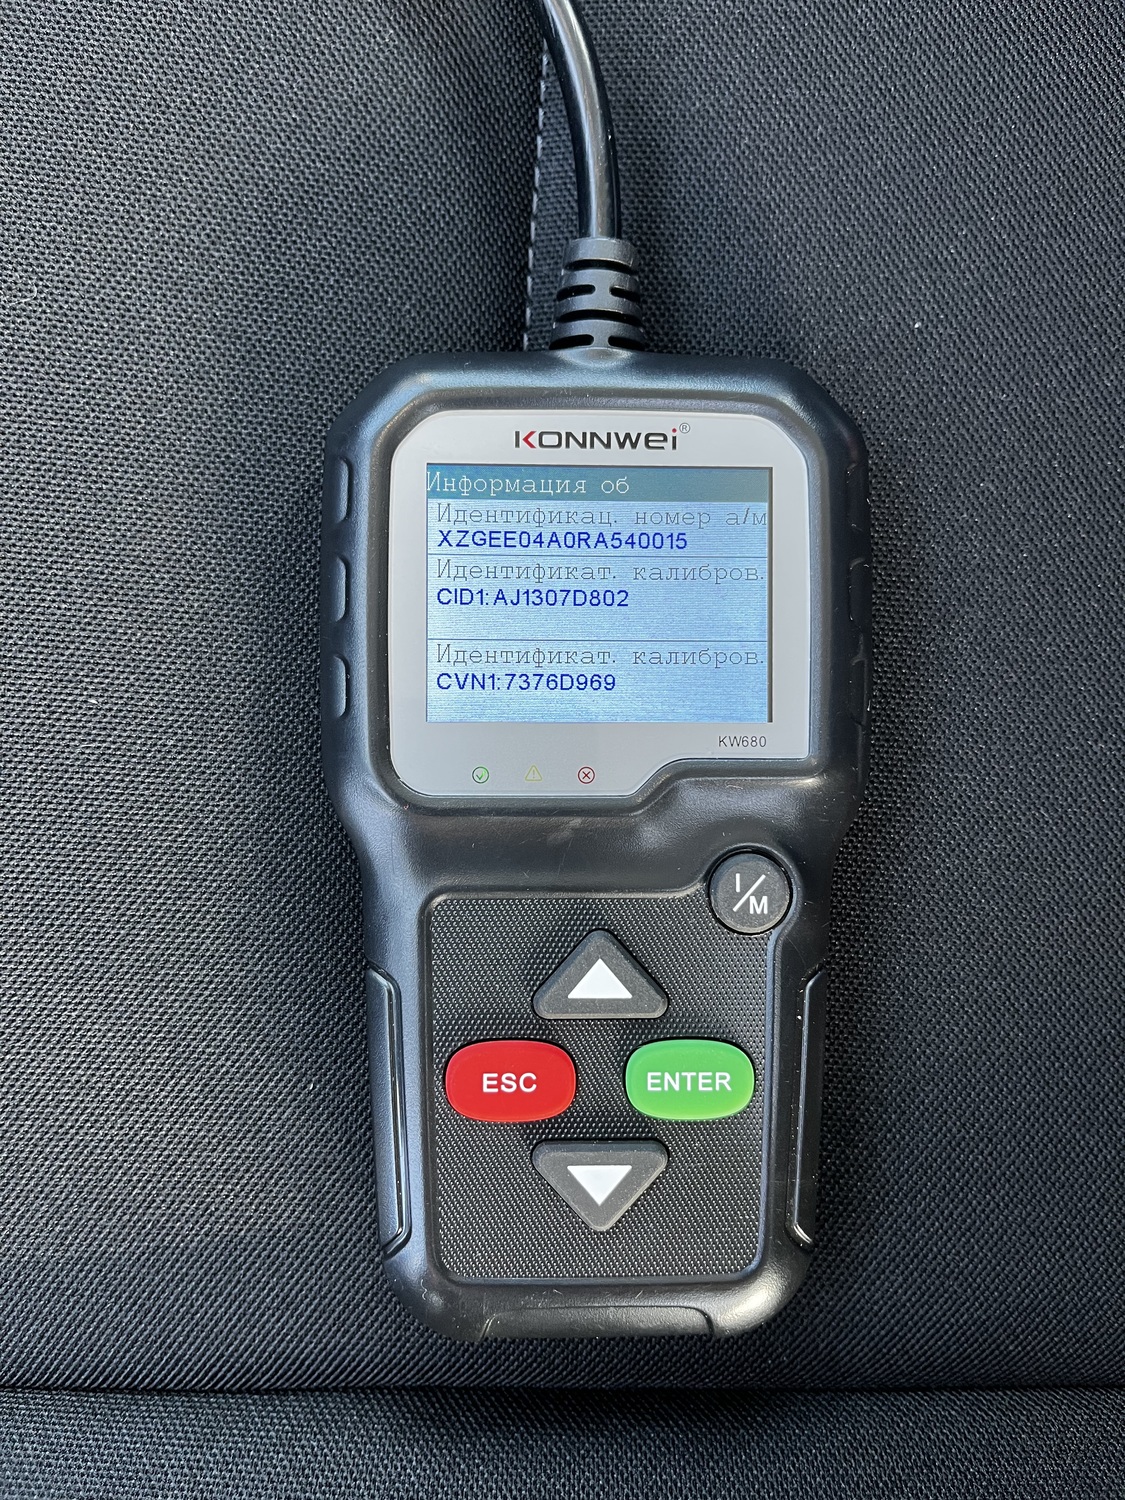 KONNWEI®
Информация об
Идентификац. номер а/м
XZGEE04A0RA540015
Идентификат. калибров.
CID1:AJ1307D802
Идентификат. калибров.
CVN1:7376D969
KW680
I/M
ESC
ENTER